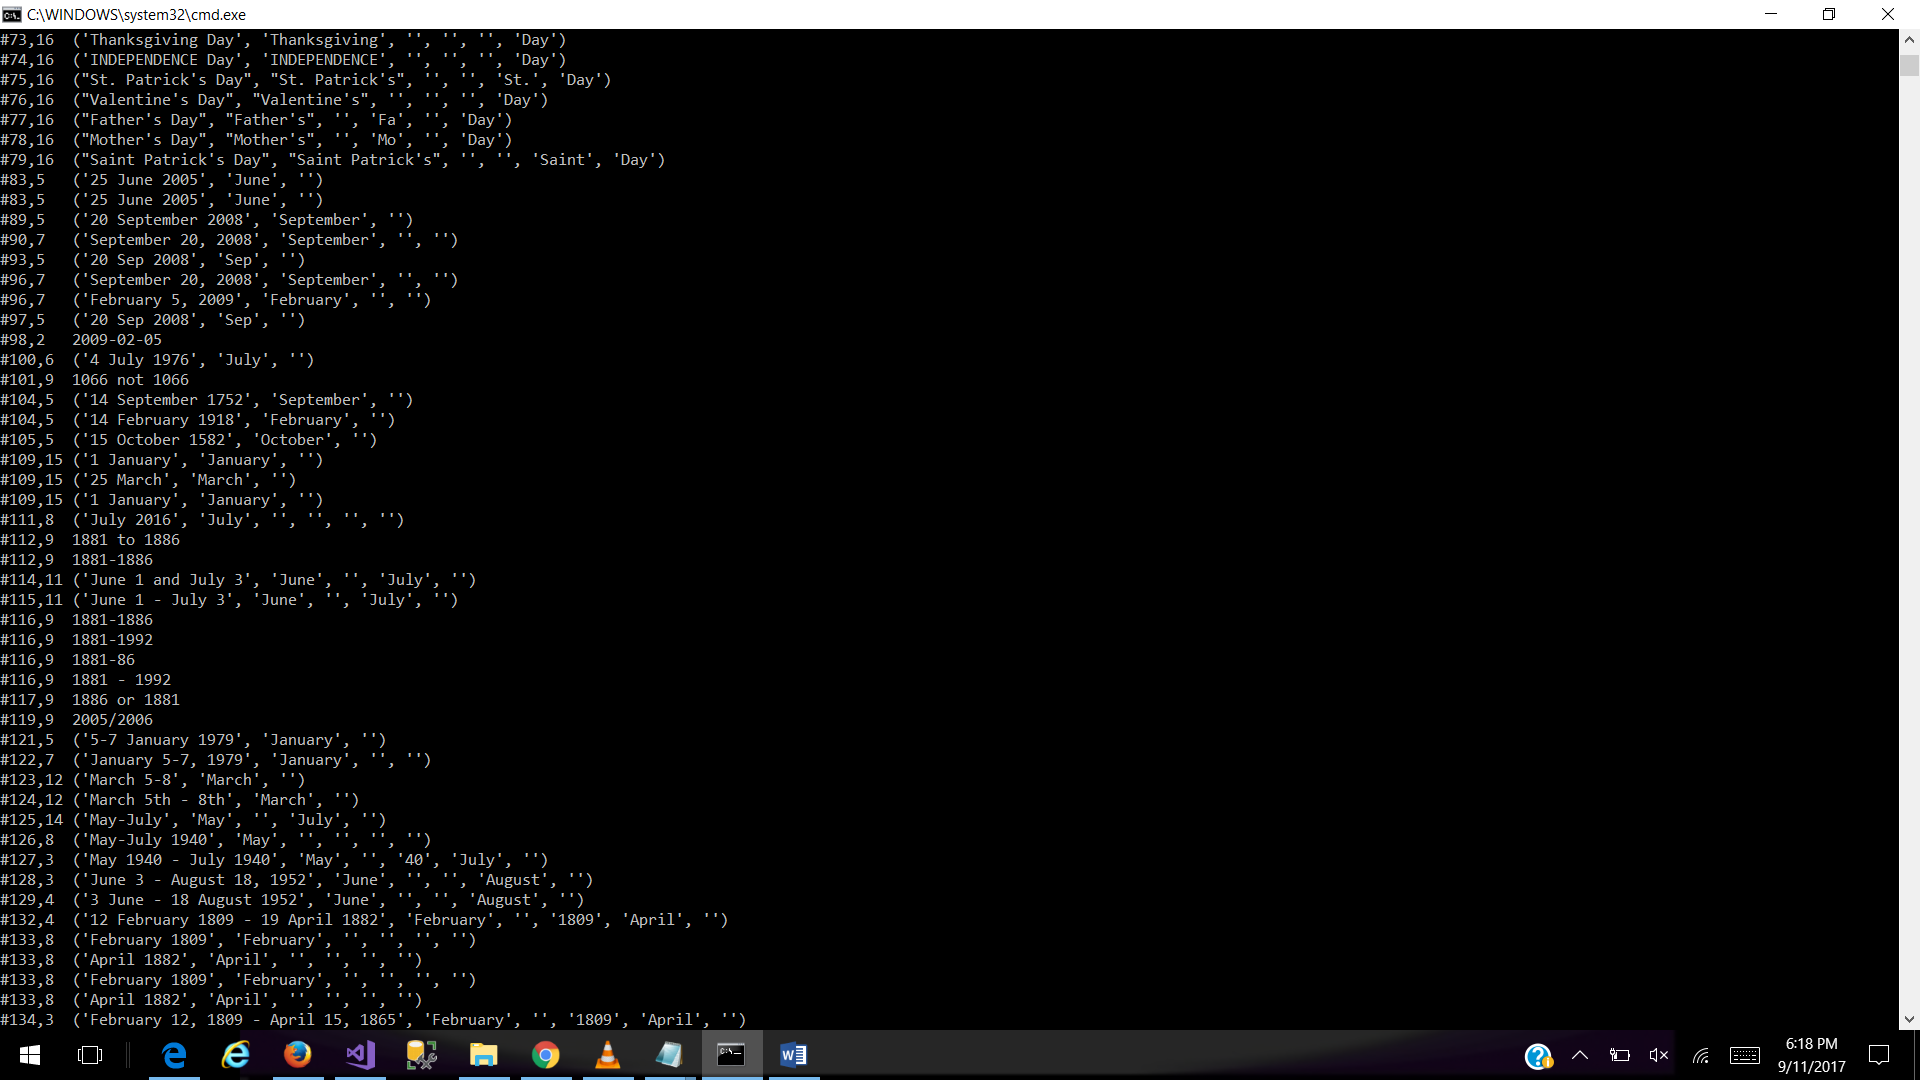 C:\WINDOWS\system32\cmd.exe
#73,16  ('Thanksgiving Day', 'Thanksgiving', '', '', '', 'Day')
#74,16  ('INDEPENDENCE Day', 'INDEPENDENCE', '', '', '', 'Day')
#75,16  ("St. Patrick's Day", "St. Patrick's", '', '', 'St.', 'Day')
#76,16  ("Valentine's Day", "Valentine's", '', '', '', 'Day')
#77,16  ("Father's Day", "Father's", '', 'Fa', '', 'Day')
#78,16  ("Mother's Day", "Mother's", '', 'Mo', '', 'Day')
#79,16  ("Saint Patrick's Day", "Saint Patrick's", '', '', 'Saint', 'Day')
#83,5   ('25 June 2005', 'June', '')
#83,5   ('25 June 2005', 'June', '')
#89,5   ('20 September 2008', 'September', '')
#90,7   ('September 20, 2008', 'September', '', '')
#93,5   ('20 Sep 2008', 'Sep', '')
#96,7   ('September 20, 2008', 'September', '', '')
#96,7   ('February 5, 2009', 'February', '', '')
#97,5   ('20 Sep 2008', 'Sep', '')
#98,2   2009-02-05
#100,6  ('4 July 1976', 'July', '')
#101,9  1066 not 1066
#104,5  ('14 September 1752', 'September', '')
#104,5  ('14 February 1918', 'February', '')
#105,5  ('15 October 1582', 'October', '')
#109,15 ('1 January', 'January', '')
#109,15 ('25 March', 'March', '')
#109,15 ('1 January', 'January', '')
#111,8  ('July 2016', 'July', '', '', '', '')
#112,9  1881 to 1886
#112,9  1881-1886
#114,11 ('June 1 and July 3', 'June', '', 'July', '')
#115,11 ('June 1 - July 3', 'June', '', 'July', '')
#116,9  1881-1886
#116,9  1881-1992
#116,9  1881-86
#116,9  1881 - 1992
#117,9  1886 or 1881
#119,9  2005/2006
#121,5  ('5-7 January 1979', 'January', '')
#122,7  ('January 5-7, 1979', 'January', '', '')
#123,12 ('March 5-8', 'March', '')
#124,12 ('March 5th - 8th', 'March', '')
#125,14 ('May-July', 'May', '', 'July', '')
#126,8  ('May-July 1940', 'May', '', '', '', '')
#127,3  ('May 1940 - July 1940', 'May', '', '40', 'July', '')
#128,3  ('June 3 - August 18, 1952', 'June', '', '', 'August', '')
#129,4  ('3 June - 18 August 1952', 'June', '', '', 'August', '')
#132,4  ('12 February 1809 - 19 April 1882', 'February', '', '1809', 'April', '')
#133,8  ('February 1809', 'February', '', '', '', '')
#133,8  ('April 1882', 'April', '', '', '', '')
#133,8  ('February 1809', 'February', '', '', '', '')
#133,8  ('April 1882', 'April', '', '', '', '')
#134,3  ('February 12, 1809 - April 15, 1865', 'February', '', '1809', 'April', '')
6:18 PM
9/11/2017